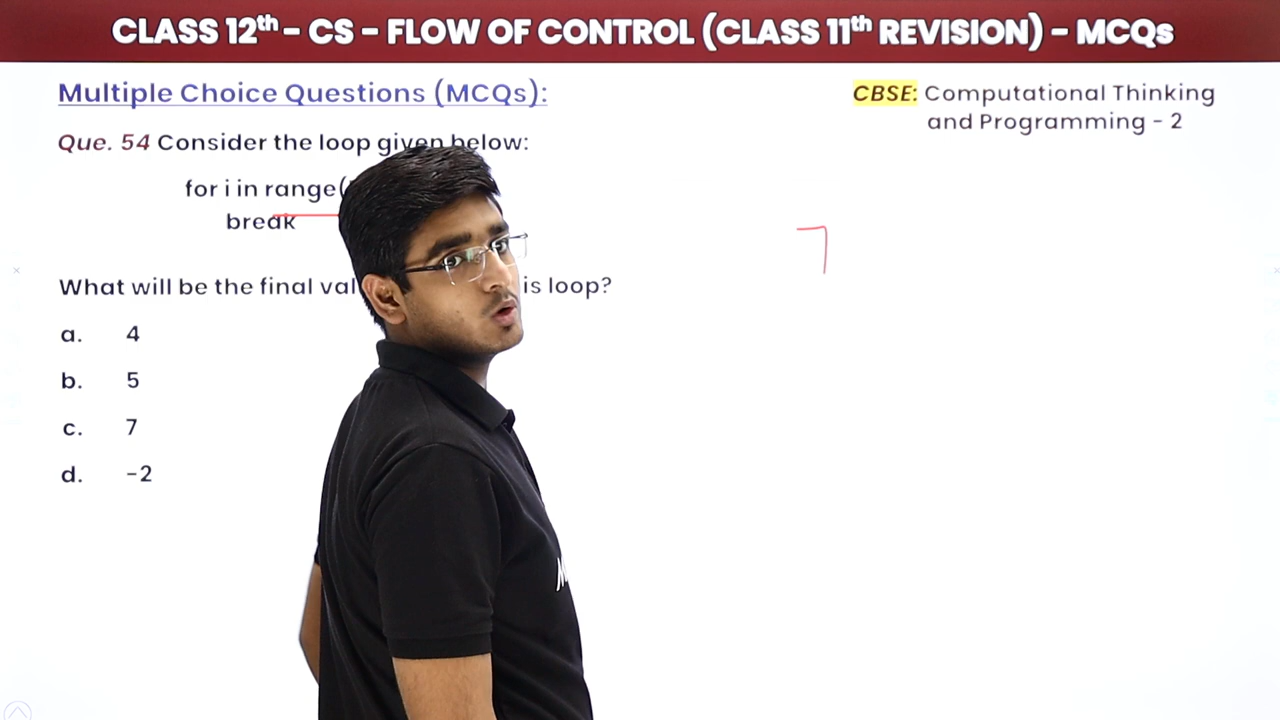 CLASS 12th – CS – FLOW OF CONTROL (CLASS 11th REVISION) – MCQs
Multiple Choice Questions (MCQs):
CBSE: Computational Thinking
and Programming - 2
Que. 54 Consider the loop given below:
for i in range(
break
7
What will be the final is loop?
a. 4
b. 5
c. 7
d. -2